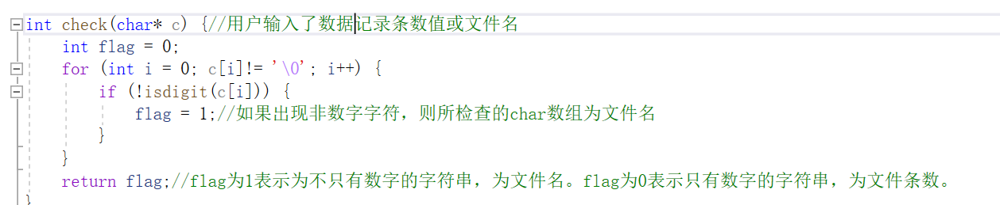 int check(char* c) {//用户输入了数据记录条数值或文件名
    int flag = 0;
    for (int i = 0; c[i]!= '\0'; i++) {
        if (!isdigit(c[i])) {
            flag = 1;//如果出现非数字字符，则所检查的char数组为文件名
        }
    }
    return flag;//flag为1表示为不只有数字的字符串，为文件名。flag为0表示只有数字的字符串，为文件条数。
}